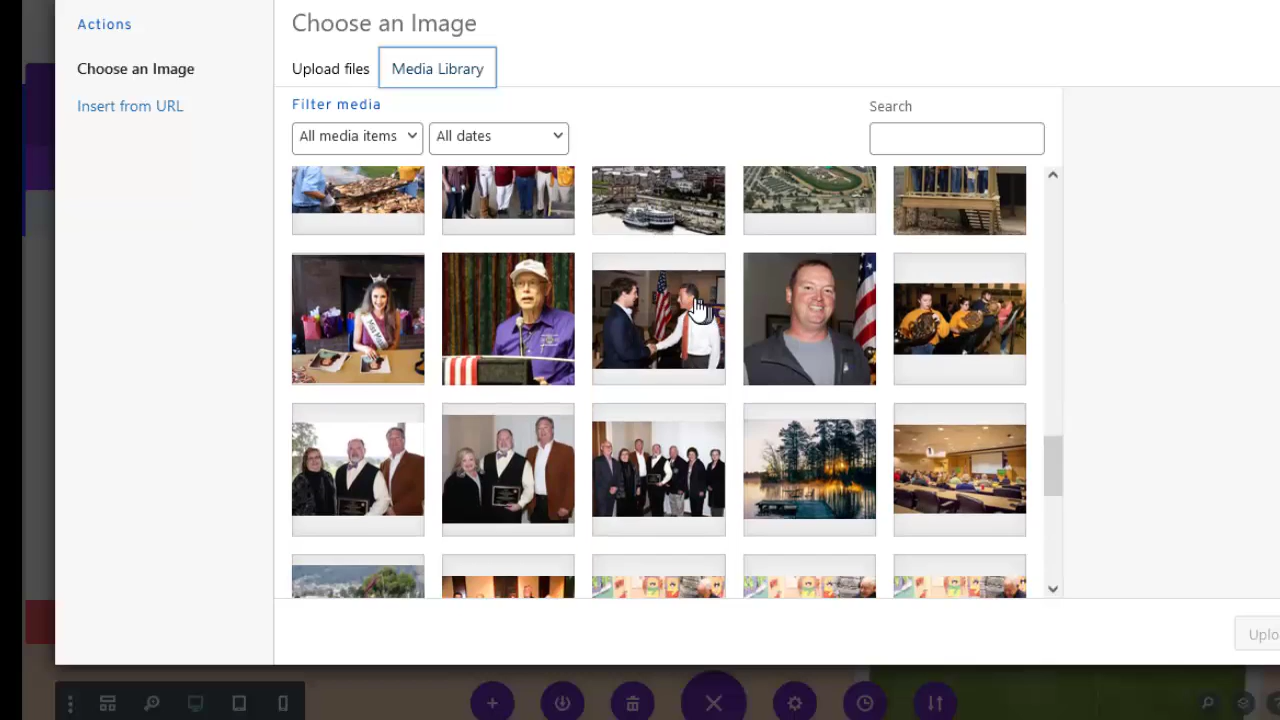 Actions
Choose an Image
Insert from URL
Choose an Image
Upload files
Media Library
Filter media
All media items
All dates
Search
Uplo